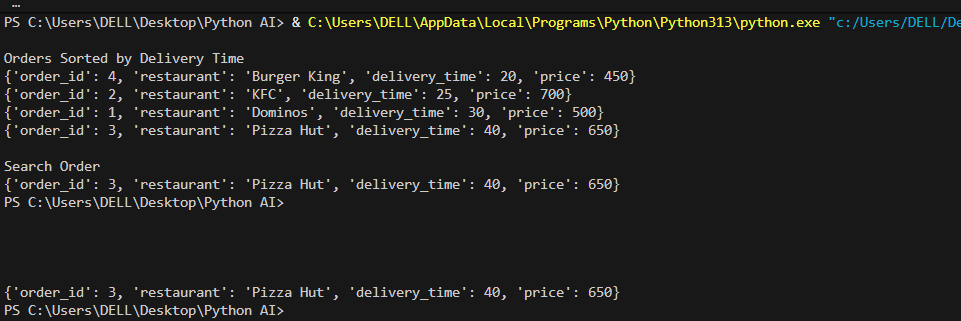 ...
PS C:\Users\DELL\Desktop\Python AI> & C:\Users\DELL\AppData\Local\Programs\Python\Python313\python.exe "c:/Users/DELL/De
Orders Sorted by Delivery Time
{'order_id': 4, 'restaurant': 'Burger King', 'delivery_time': 20, 'price': 450}
{'order_id': 2, 'restaurant': 'KFC', 'delivery_time': 25, 'price': 700}
{'order_id': 1, 'restaurant': 'Dominos', 'delivery_time': 30, 'price': 500}
{'order_id': 3, 'restaurant': 'Pizza Hut', 'delivery_time': 40, 'price': 650}
Search Order
{'order_id': 3, 'restaurant': 'Pizza Hut', 'delivery_time': 40, 'price': 650}
PS C:\Users\DELL\Desktop\Python AI>
{'order_id': 3, 'restaurant': 'Pizza Hut', 'delivery_time': 40, 'price': 650}
PS C:\Users\DELL\Desktop\Python AI>